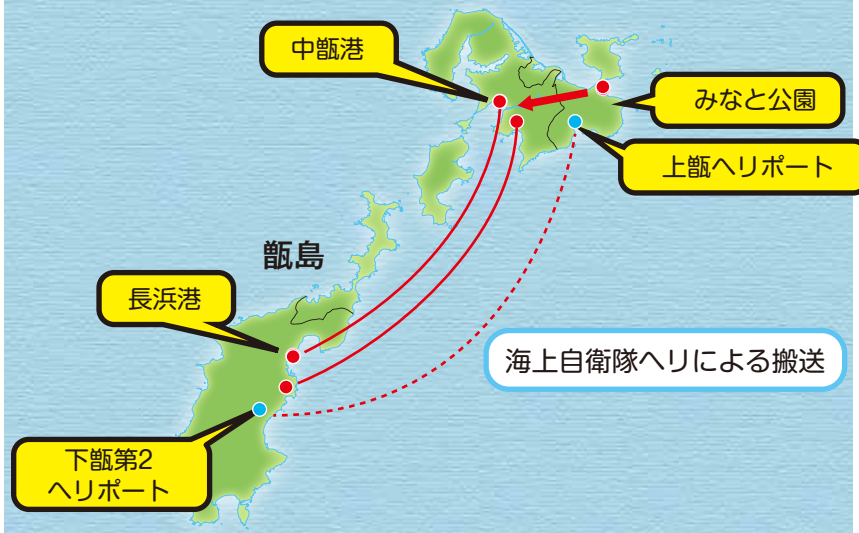 中甑港
みなと公園
上甑ヘリポート
甑島
長浜港
海上自衛隊ヘリによる搬送
下甑第2
ヘリポート